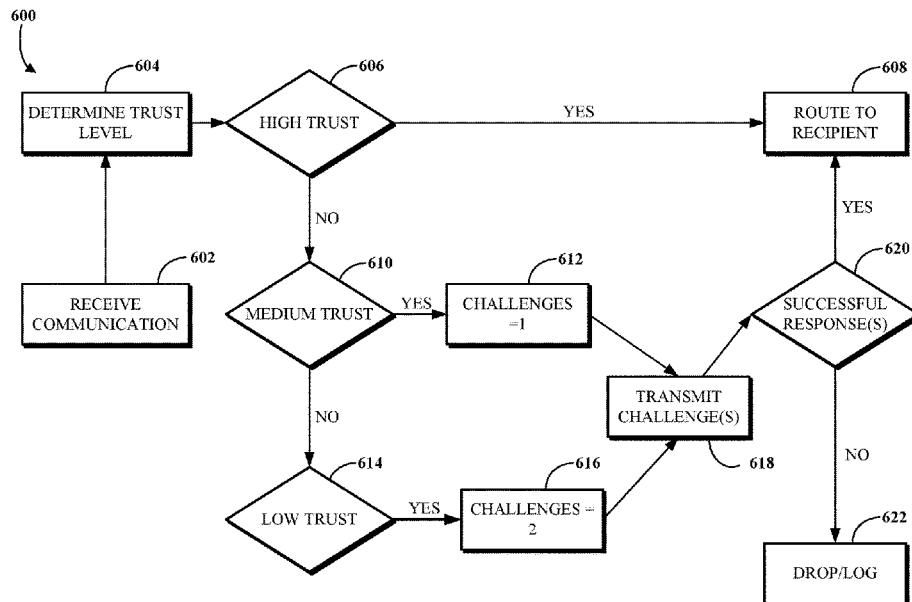 600
604
606
608
DETERMINE TRUST
LEVEL
HIGH TRUST
YES
ROUTE TO
RECIPIENT
NO
YES
602
610
612
620
RECEIVE
COMMUNICATION
MEDIUM TRUST
YES
CHALLENGES
=1
SUCCESSFUL
RESPONSE(S)
TRANSMIT
CHALLENGE(S)
NO
618
NO
614
616
622
LOW TRUST
YES
CHALLENGES =
2
DROP/LOG